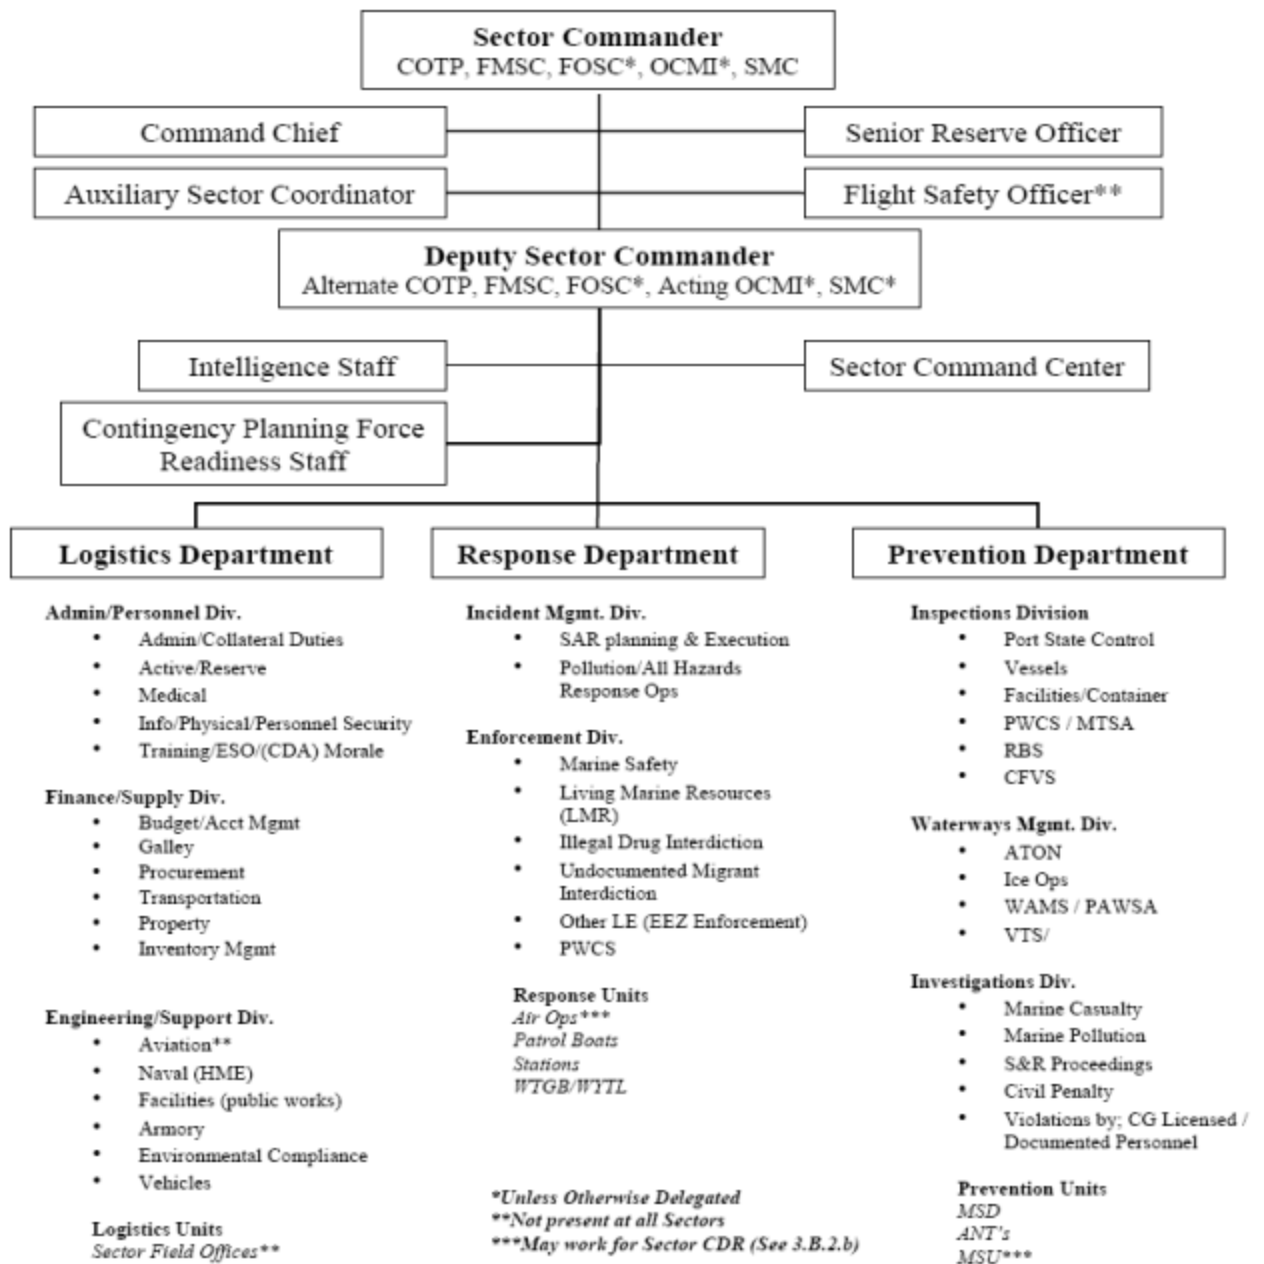 Sector Commander
COTP, FMSC, FOSC*, OCMI*, SMC
Command Chief
Senior Reserve Officer
Auxiliary Sector Coordinator
Flight Safety Officer**
Deputy Sector Commander
Alternate COTP, FMSC, FOSC*, Acting OCMI*, SMC*
Intelligence Staff
Sector Command Center
Contingency Planning Force
Readiness Staff
Logistics Department
Admin/Personnel Div.
• Admin/Collateral Duties
• Active/Reserve
• Medical
• Info/Physical/Personnel Security
• Training/ESO/(CDA) Morale
Finance/Supply Div.
• Budget/Acct Mgmt
• Galley
• Procurement
• Transportation
• Property
• Inventory Mgmt
Engineering/Support Div.
• Aviation**
• Naval (HME)
• Facilities (public works)
• Armory
• Environmental Compliance
• Vehicles
Logistics Units
Sector Field Offices**
Response Department
Incident Mgmt. Div.
• SAR planning & Execution
• Pollution/All Hazards
Response Ops
Enforcement Div.
• Marine Safety
• Living Marine Resources
(LMR)
• Illegal Drug Interdiction
• Undocumented Migrant
Interdiction
• Other LE (EEZ Enforcement)
• PWCS
Response Units
Air Ops***
Patrol Boats
Stations
WTGB/WYTL
*Unless Otherwise Delegated
**Not present at all Sectors
***May work for Sector CDR (See 3.B.2.b)
Prevention Department
Inspections Division
• Port State Control
• Vessels
• Facilities/Container
• PWCS / MTSA
• RBS
• CFVS
Waterways Mgmt. Div.
• ATON
• Ice Ops
• WAMS / PAWSA
• VTS/
Investigations Div.
• Marine Casualty
• Marine Pollution
• S&R Proceedings
• Civil Penalty
• Violations by; CG Licensed /
Documented Personnel
Prevention Units
MSD
ANT's
MSU***